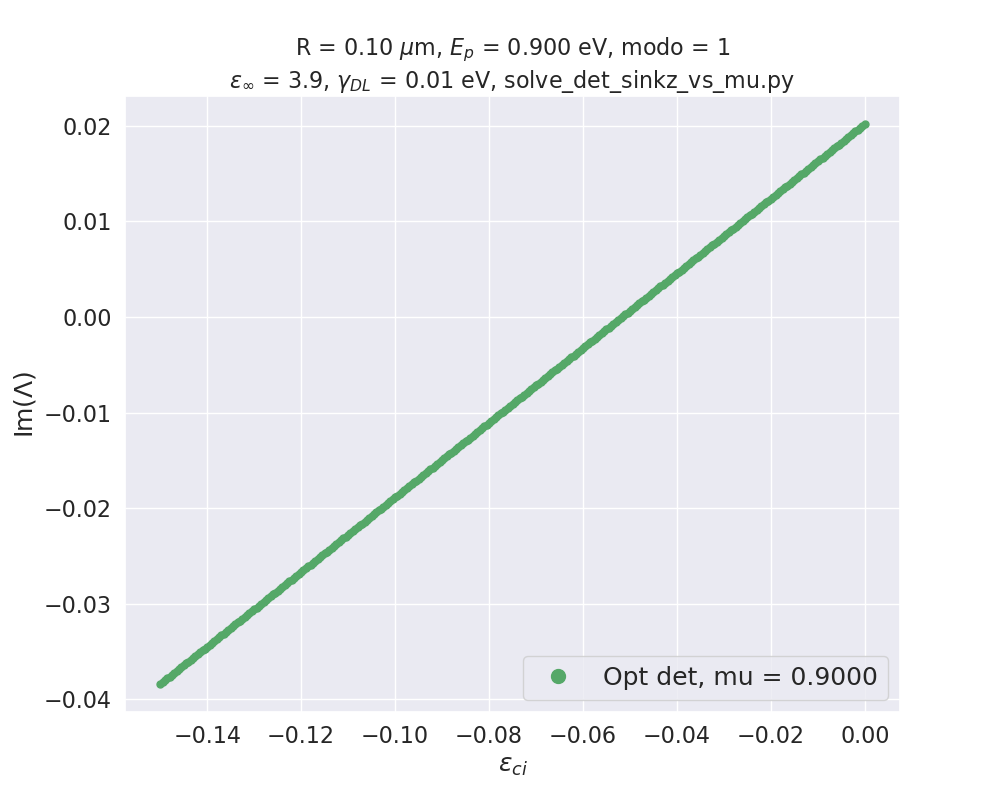 R = 0.10 μm, E_p = 0.900 eV, modo = 1
ε_∞ = 3.9, γ_DL = 0.01 eV, solve_det_sinkz_vs_mu.py
Im(Λ)
0.02
0.01
0.00
−0.01
−0.02
−0.03
−0.04
Opt det, mu = 0.9000
−0.14 −0.12 −0.10 −0.08 −0.06 −0.04 −0.02 0.00
ε_ci